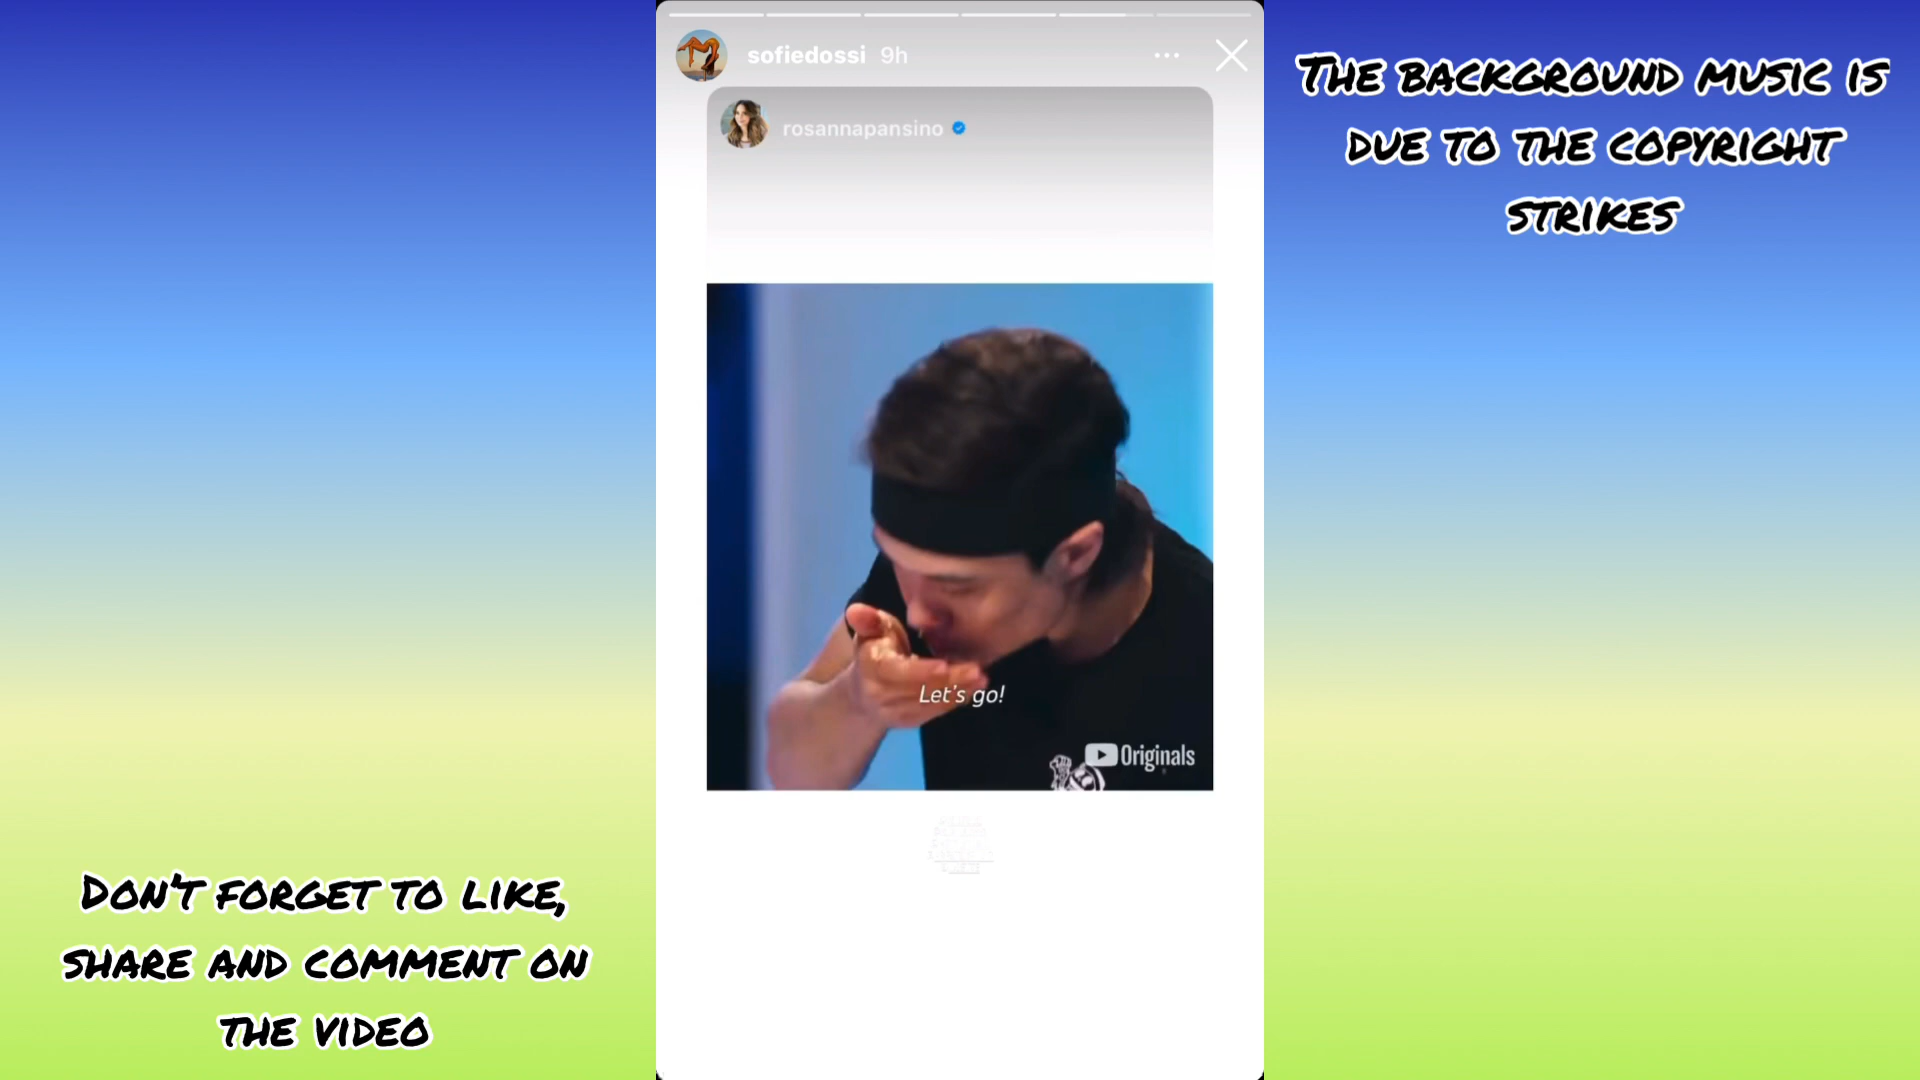 sofiedossi 9h
rosannapansino
THE BACKGROUND MUSIC IS
DUE TO THE COPYRIGHT
STRIKES
Let's go!
Originals
DON'T FORGET TO LIKE,
SHARE AND COMMENT ON
THE VIDEO